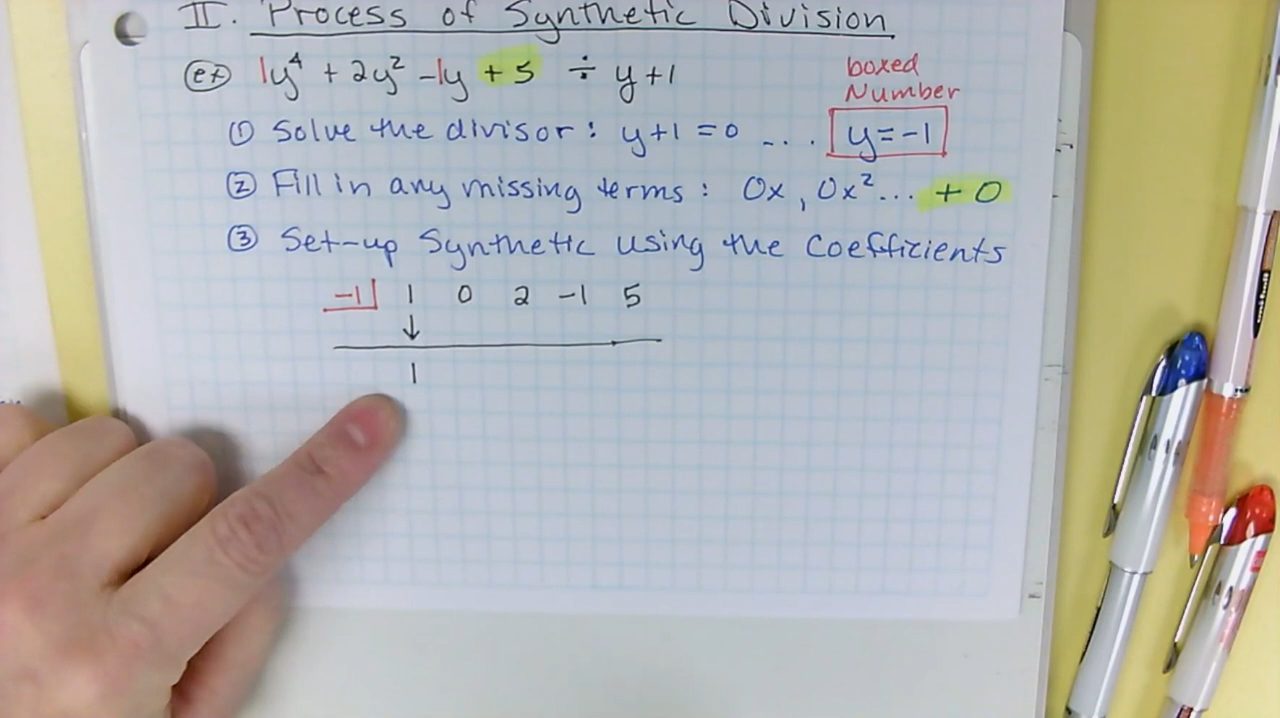 II. Process of Synthetic Division
ex 1y⁴ + 2y² -1y + 5 ÷ y+1
boxed
Number
① Solve the divisor: y+1=0 ... y=-1
② Fill in any missing terms: 0x, 0x² ... + 0
③ Set-up Synthetic using the Coefficients
-1 1 0 2 -1 5
↓
1